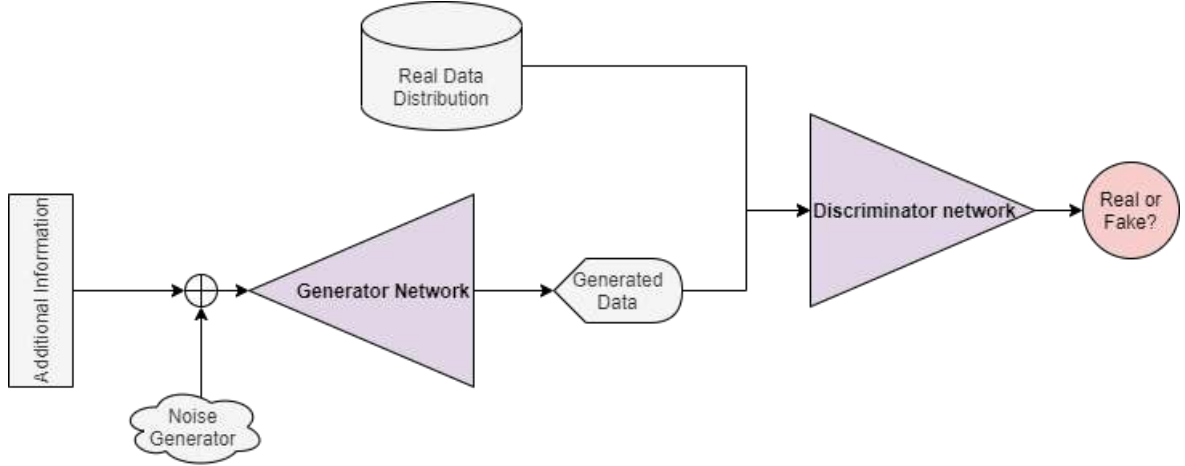 Real Data
Distribution
Additional Information
Generator Network
Generated
Data
Noise
Generator
Discriminator network
Real or
Fake?